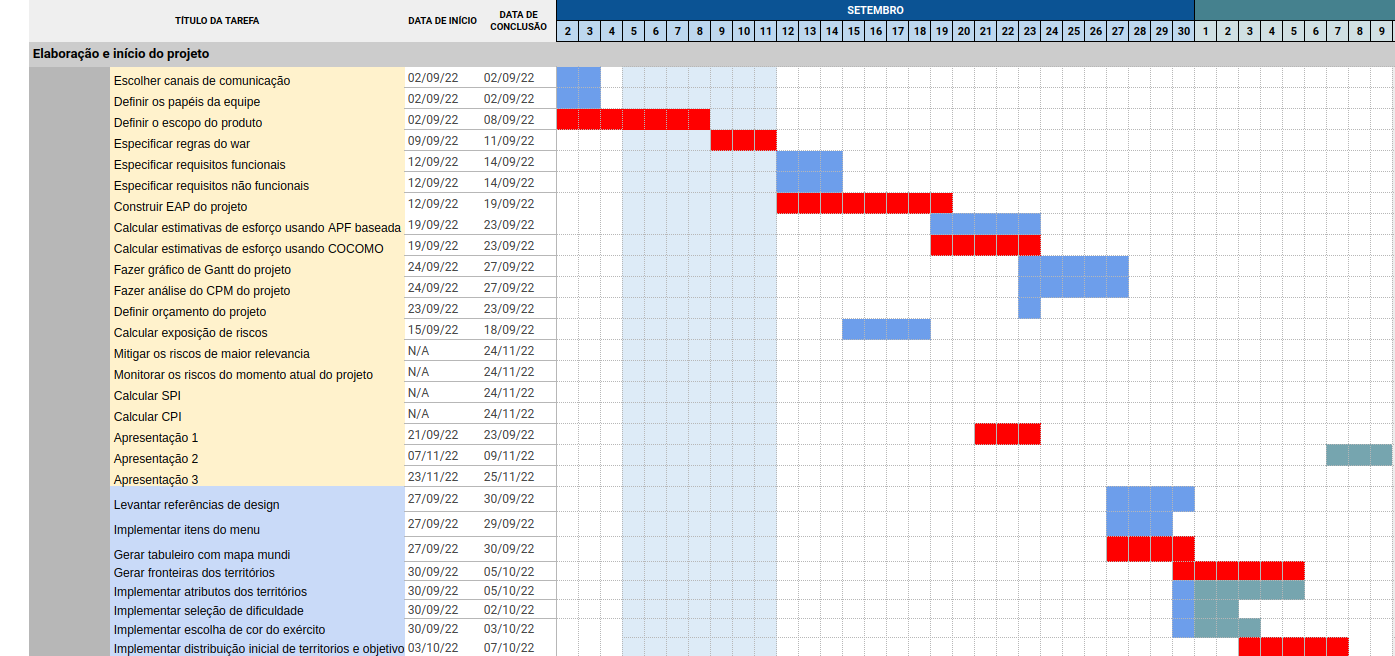 TÍTULO DA TAREFA DATA DE INÍCIO DATA DE CONCLUSÃO SETEMBRO
2 3 4 5 6 7 8 9 10 11 12 13 14 15 16 17 18 19 20 21 22 23 24 25 26 27 28 29 30 1 2 3 4 5 6 7 8 9
Elaboração e início do projeto
Escolher canais de comunicação 02/09/22 02/09/22
Definir os papéis da equipe 02/09/22 02/09/22
Definir o escopo do produto 02/09/22 08/09/22
Especificar regras do war 09/09/22 11/09/22
Especificar requisitos funcionais 12/09/22 14/09/22
Especificar requisitos não funcionais 12/09/22 14/09/22
Construir EAP do projeto 12/09/22 19/09/22
Calcular estimativas de esforço usando APF baseada 19/09/22 23/09/22
Calcular estimativas de esforço usando COCOMO 19/09/22 23/09/22
Fazer gráfico de Gantt do projeto 24/09/22 27/09/22
Fazer análise do CPM do projeto 24/09/22 27/09/22
Definir orçamento do projeto 23/09/22 23/09/22
Calcular exposição de riscos 15/09/22 18/09/22
Mitigar os riscos de maior relevancia N/A 24/11/22
Monitorar os riscos do momento atual do projeto N/A 24/11/22
Calcular SPI N/A 24/11/22
Calcular CPI N/A 24/11/22
Apresentação 1 21/09/22 23/09/22
Apresentação 2 07/11/22 09/11/22
Apresentação 3 23/11/22 25/11/22
Levantar referências de design 27/09/22 30/09/22
Implementar itens do menu 27/09/22 29/09/22
Gerar tabuleiro com mapa mundi 27/09/22 30/09/22
Gerar fronteiras dos territórios 30/09/22 05/10/22
Implementar atributos dos territórios 30/09/22 05/10/22
Implementar seleção de dificuldade 30/09/22 02/10/22
Implementar escolha de cor do exército 30/09/22 03/10/22
Implementar distribuição inicial de territorios e objetivo 03/10/22 07/10/22